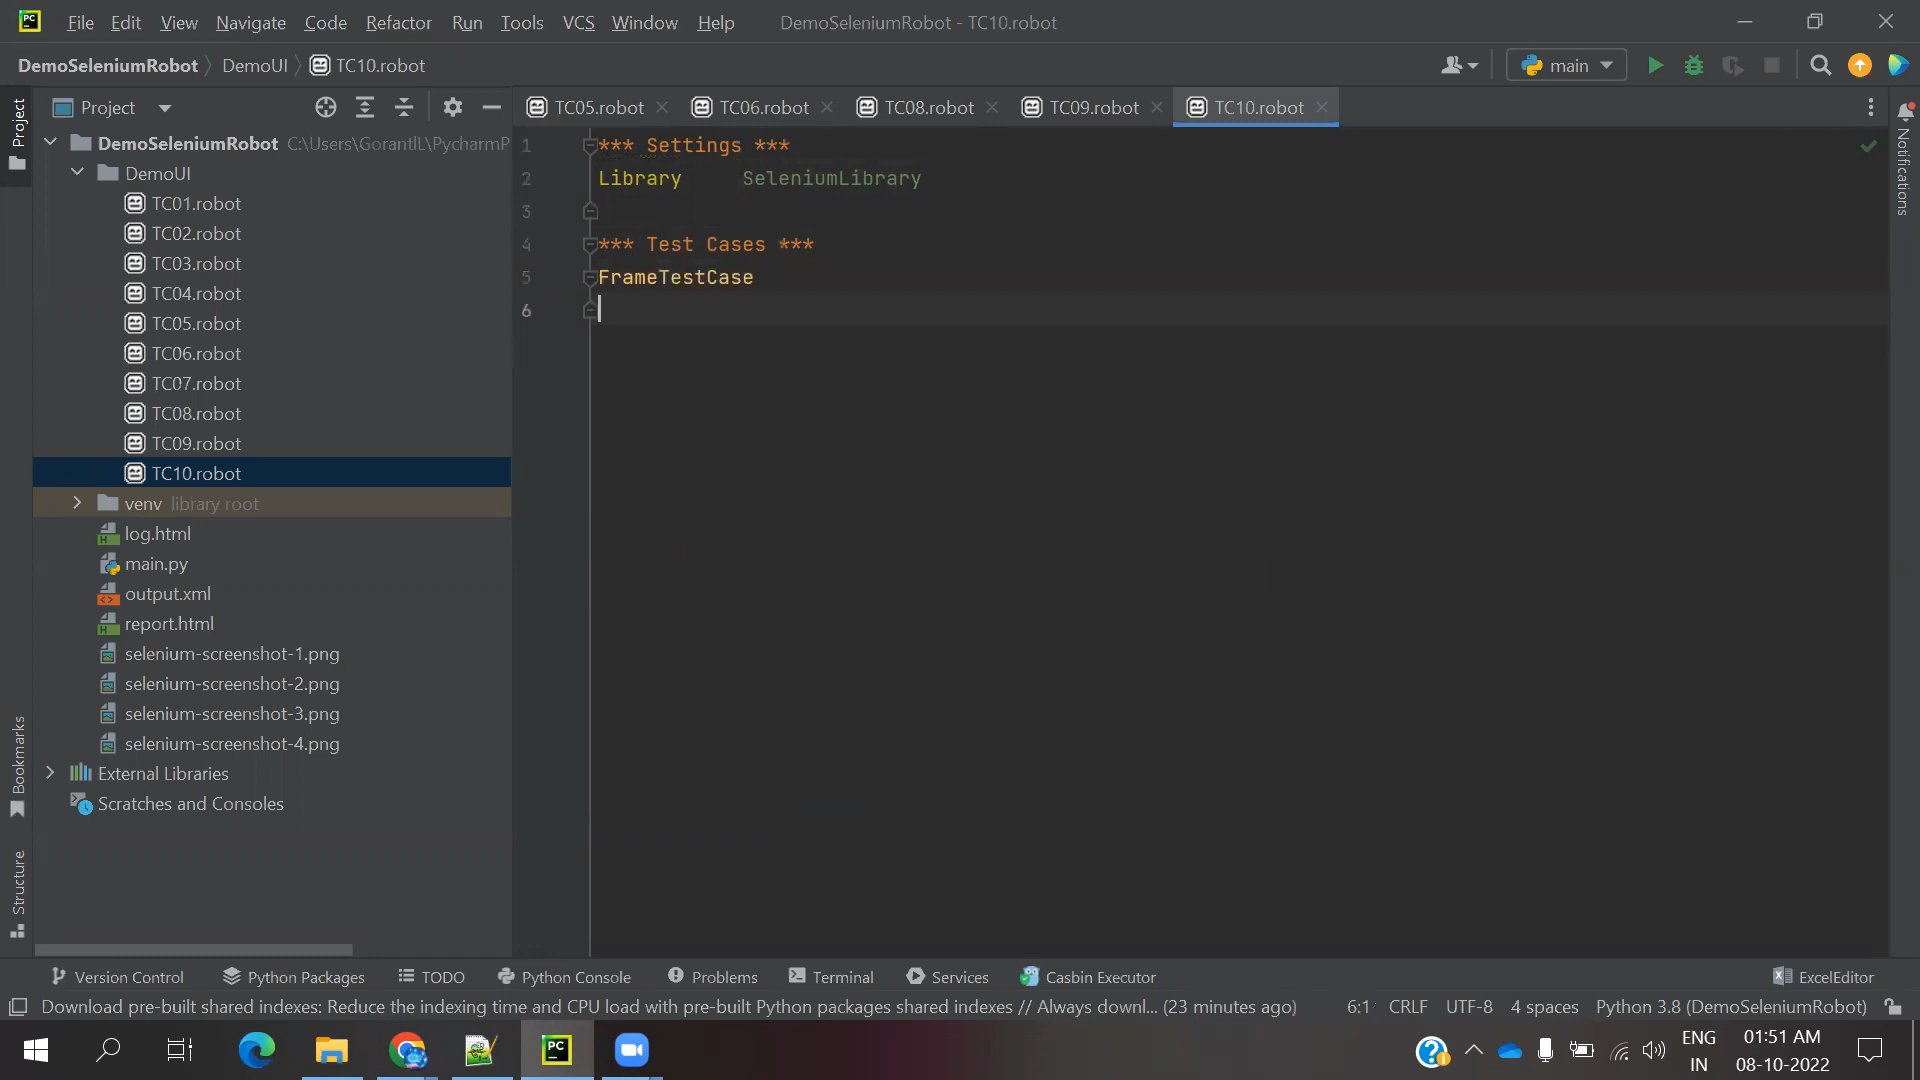 File Edit View Navigate Code Refactor Run Tools VCS Window Help DemoSeleniumRobot - TC10.robot
DemoSeleniumRobot DemoUI TC10.robot main
Project
TC05.robot TC06.robot TC08.robot TC09.robot TC10.robot
Project
DemoSeleniumRobot C:\Users\Gorantll\PycharmP
DemoUI
TC01.robot
TC02.robot
TC03.robot
TC04.robot
TC05.robot
TC06.robot
TC07.robot
TC08.robot
TC09.robot
TC10.robot
venv library root
log.html
main.py
output.xml
report.html
selenium-screenshot-1.png
selenium-screenshot-2.png
selenium-screenshot-3.png
selenium-screenshot-4.png
External Libraries
Scratches and Consoles
Bookmarks
Structure
1 *** Settings ***
2 Library SeleniumLibrary
3
4 *** Test Cases ***
5 FrameTestCase
6
Notifications
Version Control Python Packages TODO Python Console Problems Terminal Services Casbin Executor ExcelEditor
Download pre-built shared indexes: Reduce the indexing time and CPU load with pre-built Python packages shared indexes // Always downl... (23 minutes ago) 6:1 CRLF UTF-8 4 spaces Python 3.8 (DemoSeleniumRobot)
ENG 01:51 AM
IN 08-10-2022